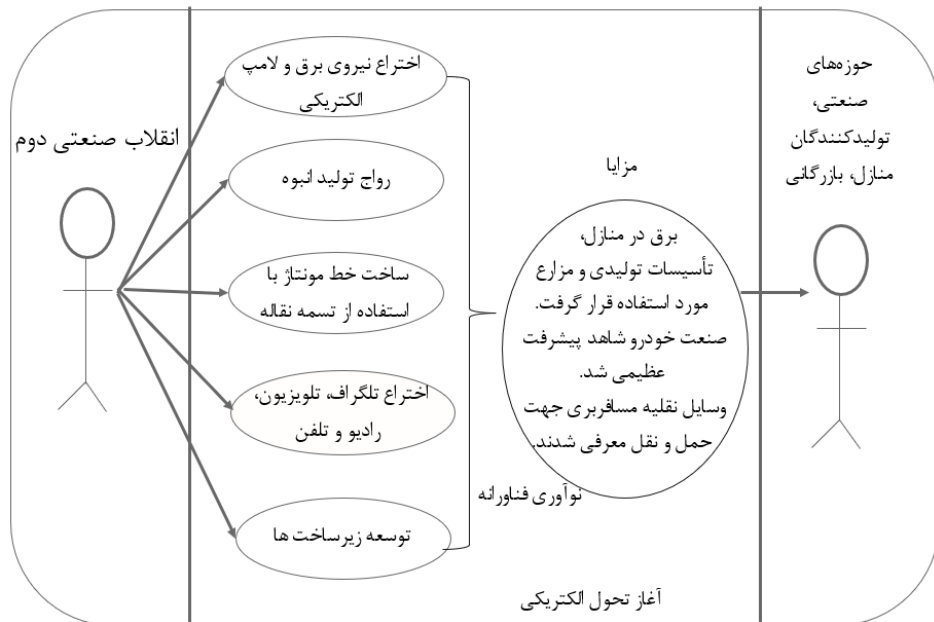 انقلاب صنعتی دوم
اختراع نیروی برق و لامپ
الکتریکی
رواج تولید انبوه
ساخت خط مونتاژ با
استفاده از تسمه نقاله
اختراع تلگراف، تلویزیون،
رادیو و تلفن
توسعه زیرساخت ها
نوآوری فناورانه
مزایا
برق در منازل،
تأسیسات تولیدی و مزارع
مورد استفاده قرار گرفت.
صنعت خودرو شاهد پیشرفت
عظیمی شد.
وسایل نقلیه مسافربری جهت
حمل و نقل معرفی شدند.
حوزه‌های
صنعتی،
تولیدکنندگان
منازل، بازرگانی
آغاز تحول الکتریکی